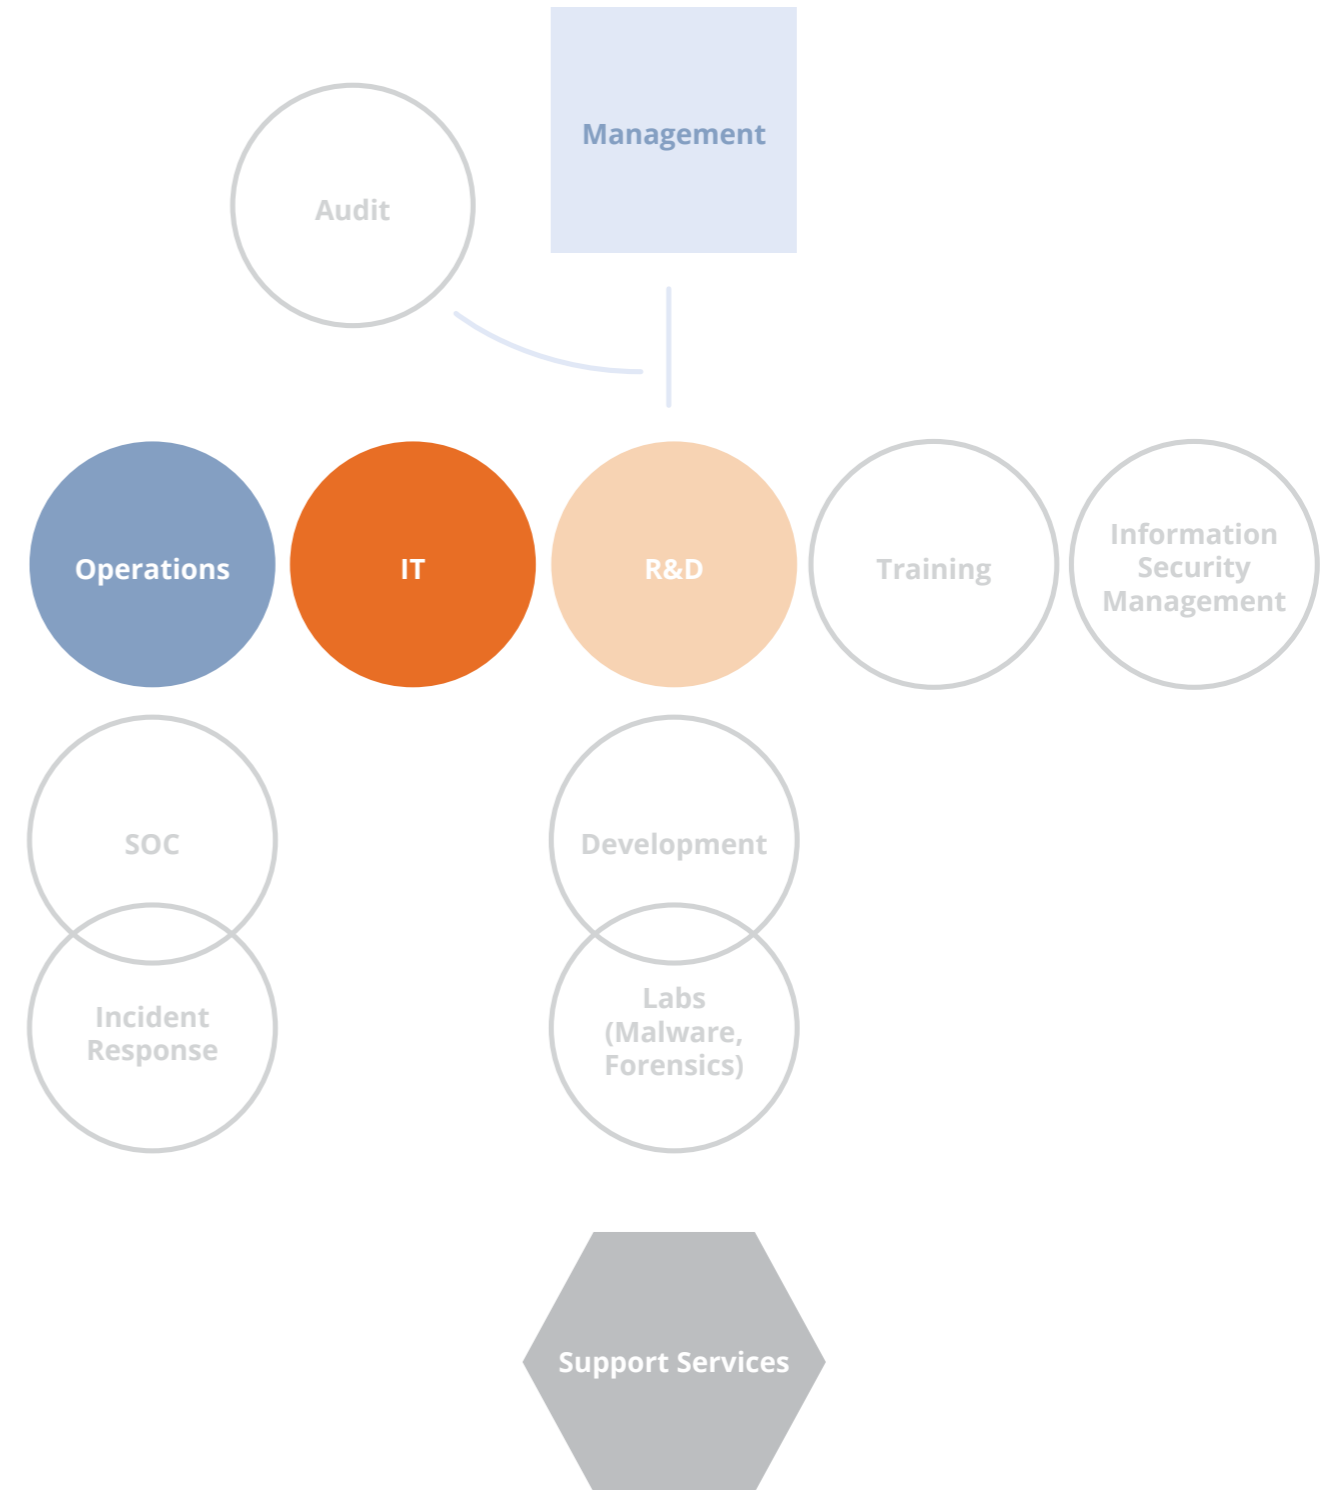 Management
Audit
Operations
IT
R&D
Training
Information
Security
Management
SOC
Development
Incident
Response
Labs
(Malware,
Forensics)
Support Services